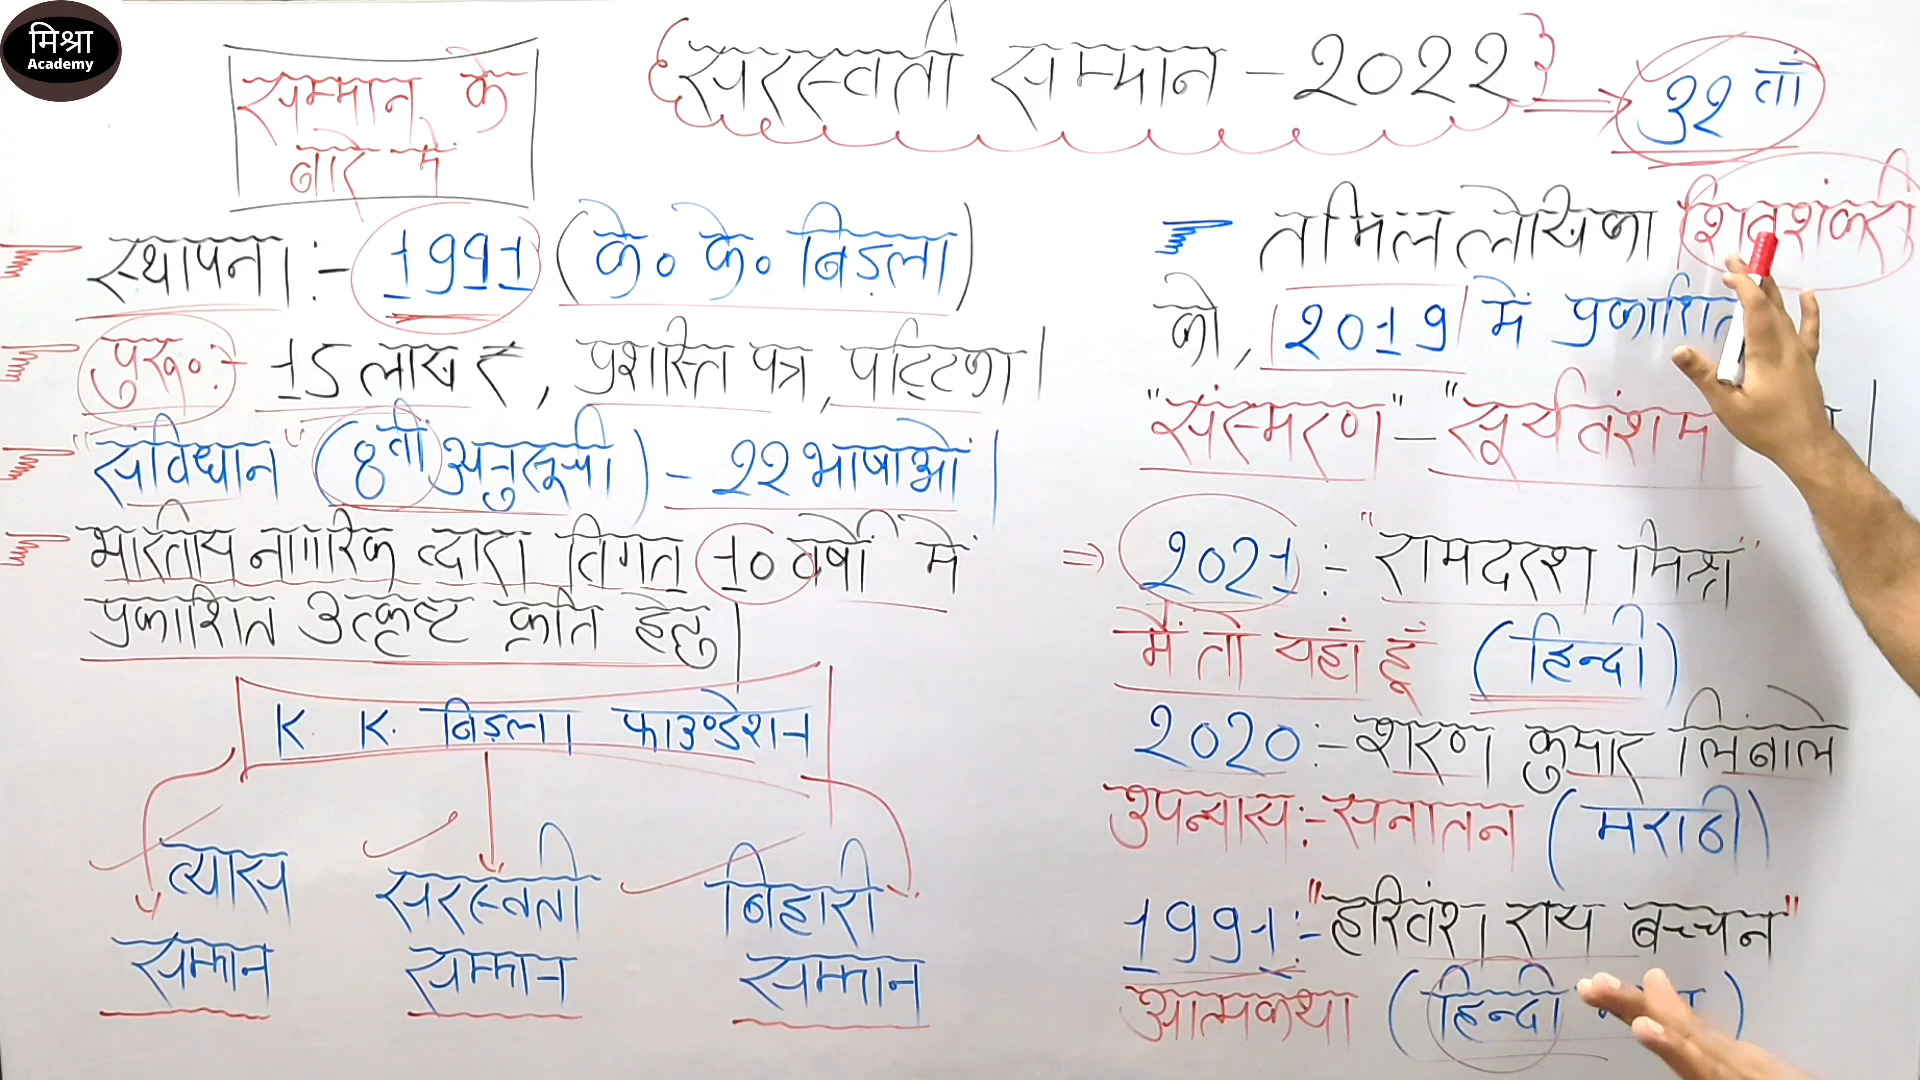 मिश्रा
Academy
सम्मान के
बारे में
सरस्वती सम्मान - 2022
32 वाँ
स्थापना :- 1991 (के० के० बिड़ला)
पुरू०:- 15 लाख ₹, प्रशस्ति पत्र, पट्टिका।
"संविधान" (8वीं अनुसूची) - 22 भाषाओं।
भारतीय नागरिक द्वारा विगत 10 वर्षों में
प्रकाशित उत्कृष्ट कृति हेतु।
K. K. बिड़ला फाउण्डेशन
व्यास
सम्मान
सरस्वती
सम्मान
बिहारी
सम्मान
तमिल लेखिका शिवशंकरी
को, 2019 में प्रकाशित
"संस्मरण" - "सूर्यवंशम
⇒ 2021 :- "रामदरश मिश्र"
मैं तो यहाँ हूँ (हिन्दी)
2020 :- शरण कुमार लिंबाले
उपन्यास :- सनातन (मराठी)
1991 :- "हरिवंश राय बच्चन"
आत्मकथा (हिन्दी